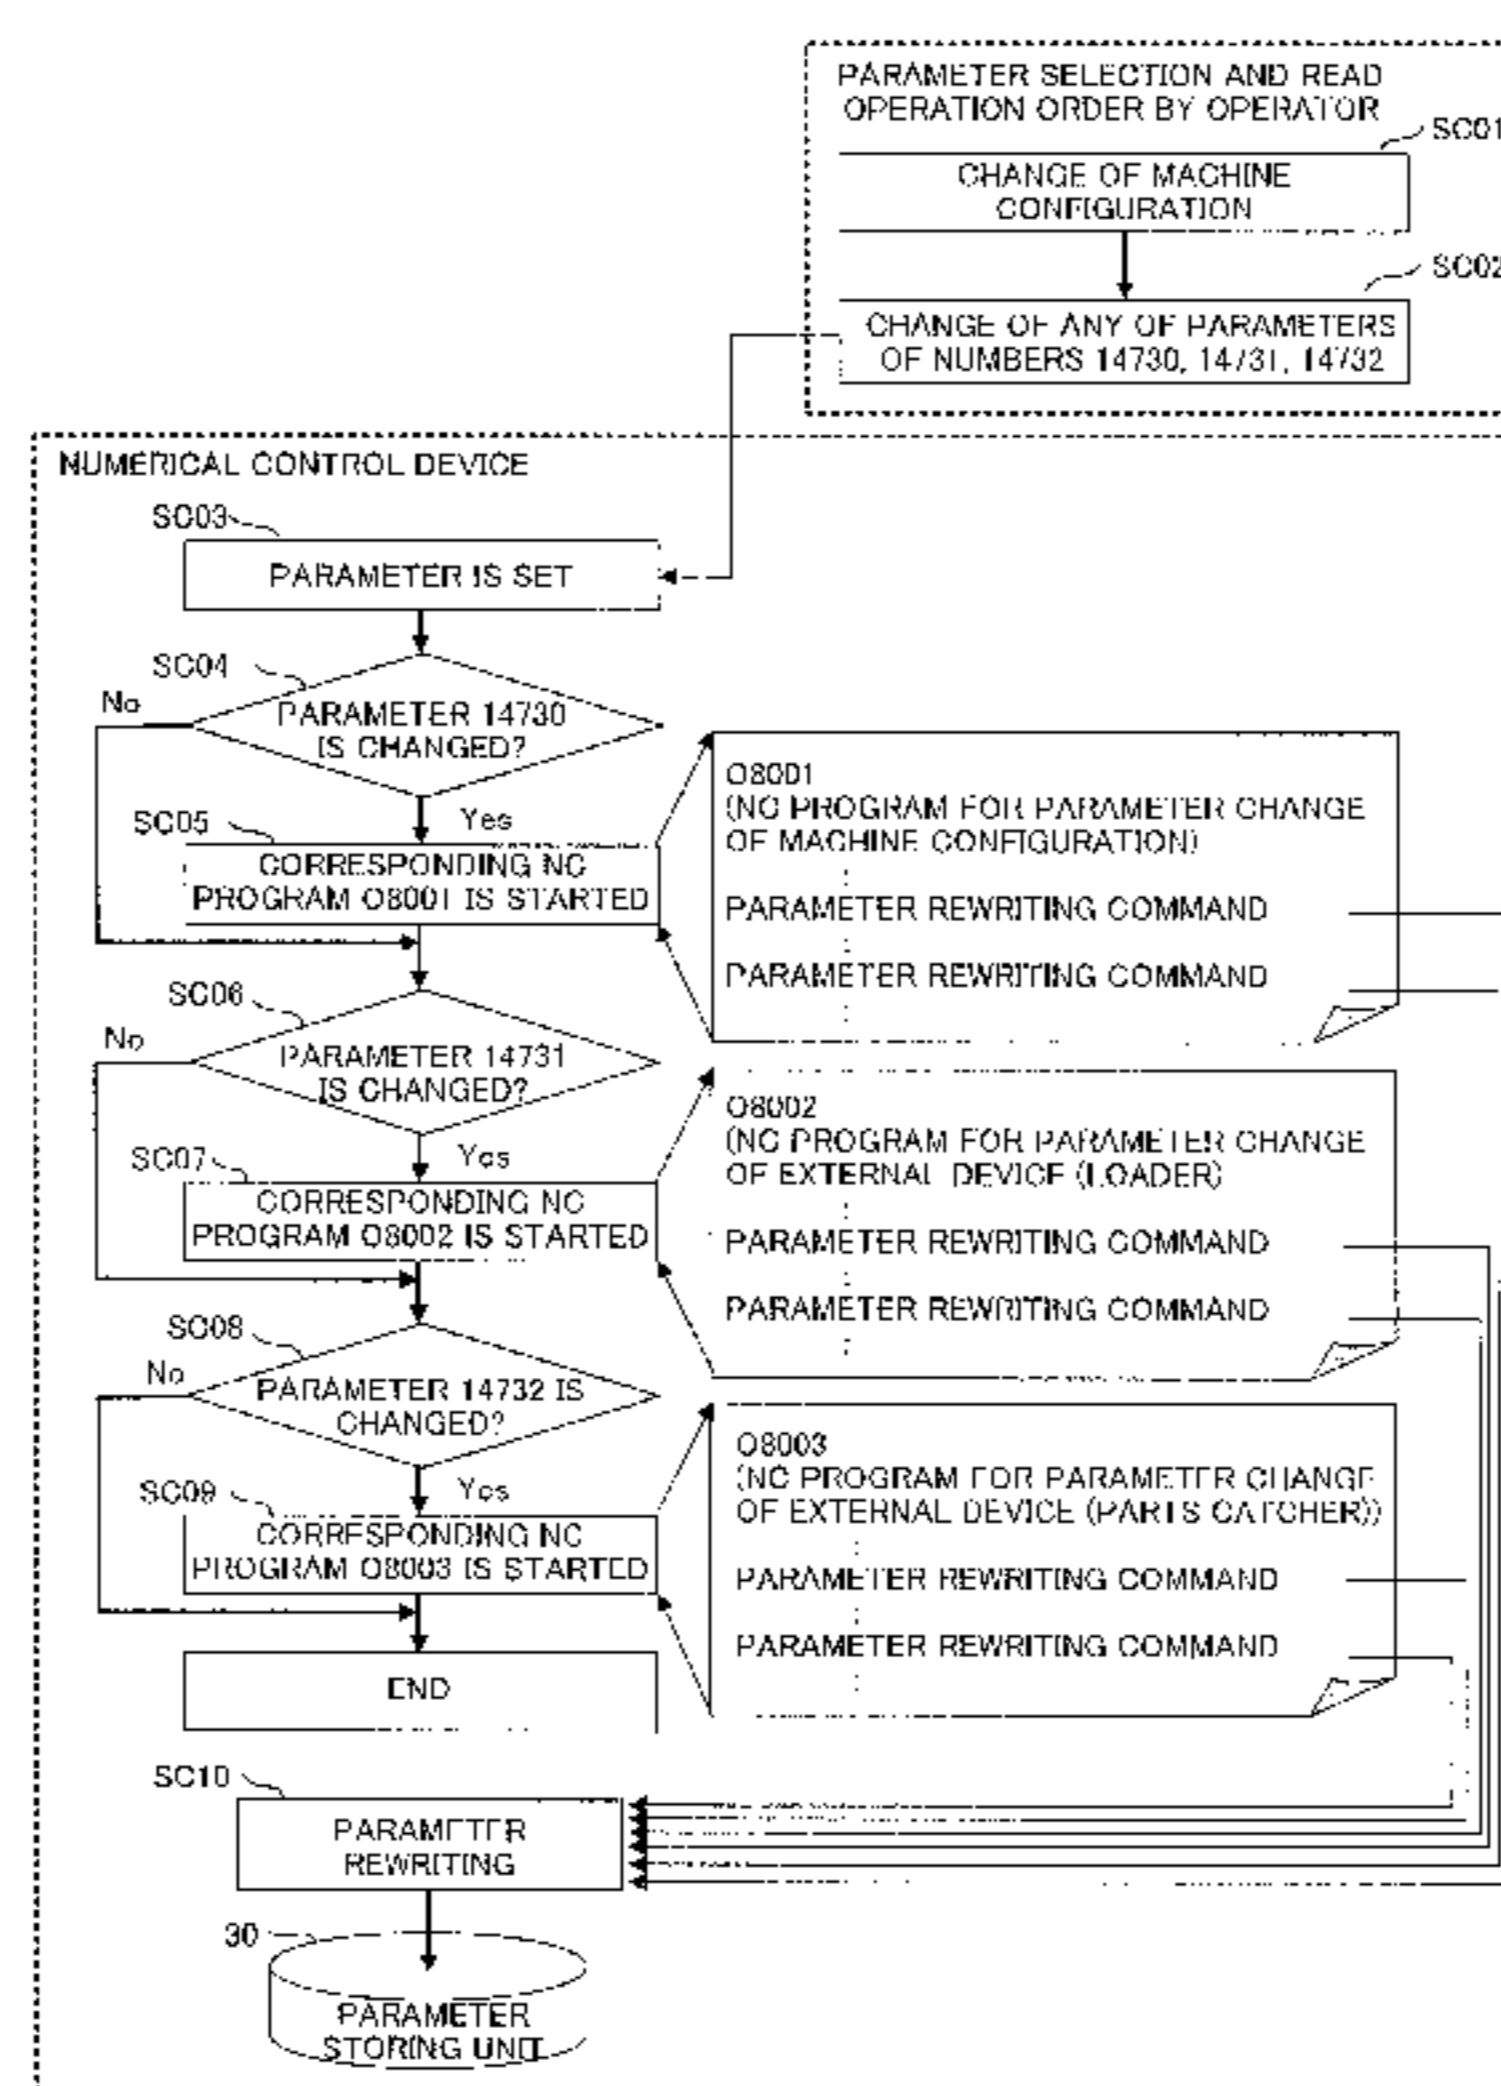 PARAMETER SELECTION AND READ
OPERATION ORDER BY OPERATOR
SC01
CHANGE OF MACHINE
CONFIGURATION
SC02
CHANGE OF ANY OF PARAMETERS
OF NUMBERS 14730, 14731, 14732
NUMERICAL CONTROL DEVICE
SC03
PARAMETER IS SET
SC04
No
PARAMETER 14730
IS CHANGED?
Yes
SC05
CORRESPONDING NC
PROGRAM O8001 IS STARTED
O8001
(NC PROGRAM FOR PARAMETER CHANGE
OF MACHINE CONFIGURATION)
PARAMETER REWRITING COMMAND
PARAMETER REWRITING COMMAND
SC06
No
PARAMETER 14731
IS CHANGED?
Yes
SC07
CORRESPONDING NC
PROGRAM O8002 IS STARTED
O8002
(NC PROGRAM FOR PARAMETER CHANGE
OF EXTERNAL DEVICE (LOADER)
PARAMETER REWRITING COMMAND
PARAMETER REWRITING COMMAND
SC08
No
PARAMETER 14732 IS
CHANGED?
Yes
SC09
CORRESPONDING NC
PROGRAM O8003 IS STARTED
O8003
(NC PROGRAM FOR PARAMETER CHANGE
OF EXTERNAL DEVICE (PARTS CATCHER))
PARAMETER REWRITING COMMAND
PARAMETER REWRITING COMMAND
END
SC10
PARAMETER
REWRITING
30
PARAMETER
STORING UNIT